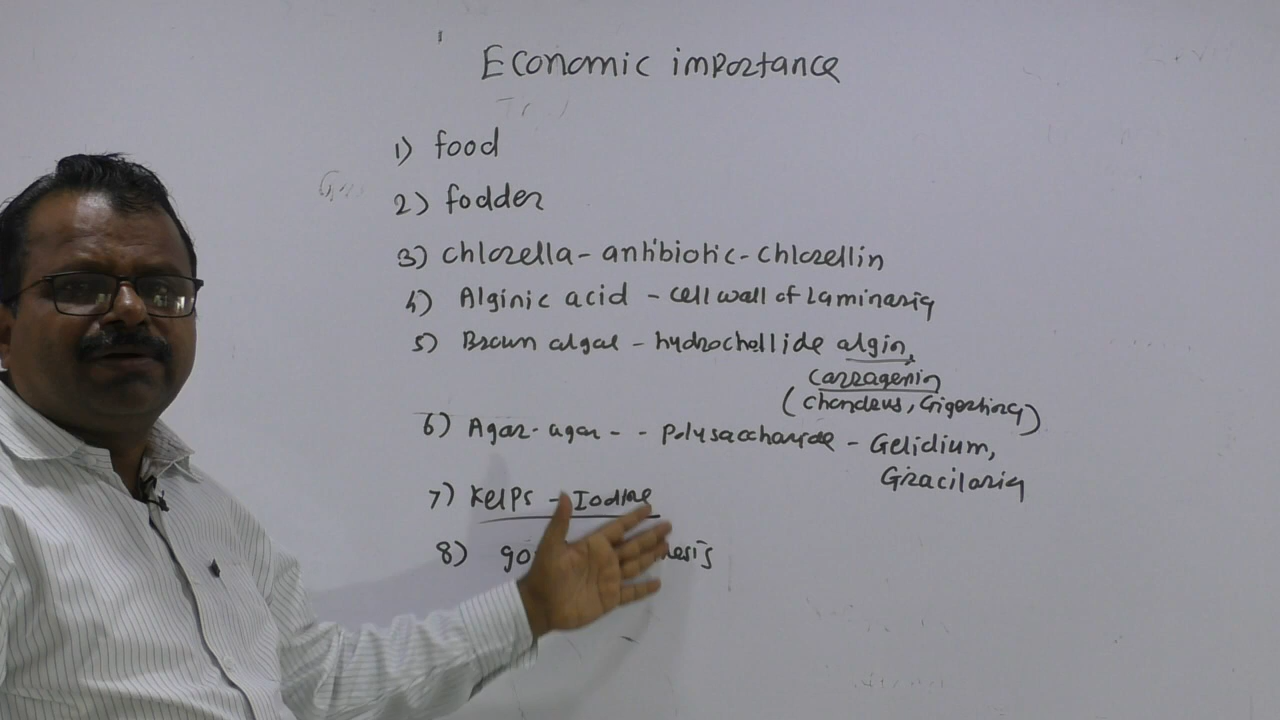 Economic importance
1) food
2) fodder
3) chlorella - antibiotic - chlorellin
4) Alginic acid - cell wall of Laminaria
5) Brown algae - hydrochollide algin,
carragenin
(chondrus, Gigartina)
6) Agar-agar - - polysaccharide - Gelidium,
Gracilaria
7) Kelps - Iodine
8)